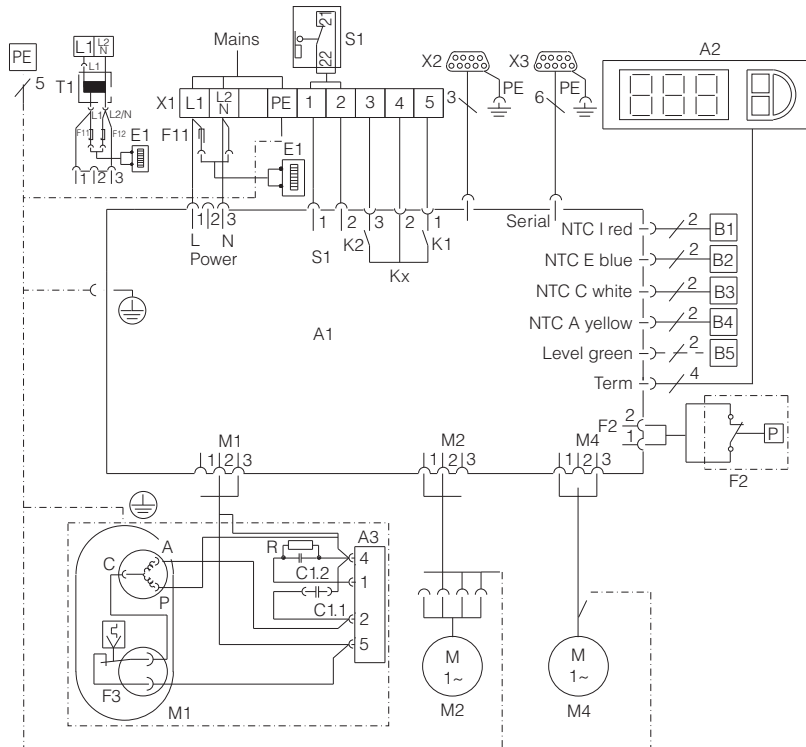 21
22
S1
L1 L2
N
PE
5
L1
T1
L1 L2/N
F11 F12
E1
1 2 3
Mains
X1 L1 L2
N PE 1 2 3 4 5
F11
E1
X2
PE
3
X3
PE
6
A2
1 2 3
L N
Power
1 2
S1
3 2 1
K2 K1
Kx
Serial
NTC I red 2 B1
NTC E blue 2 B2
NTC C white 2 B3
NTC A yellow 2 B4
Level green 2 B5
Term 4
A1
F2 2
1
P
F2
M1
1 2 3
M2
1 2 3
M4
1 2 3
A3
R
4
C1.2
1
C1.1
2
5
A
C
P
F3
M1
M
1~
M2
M
1~
M4